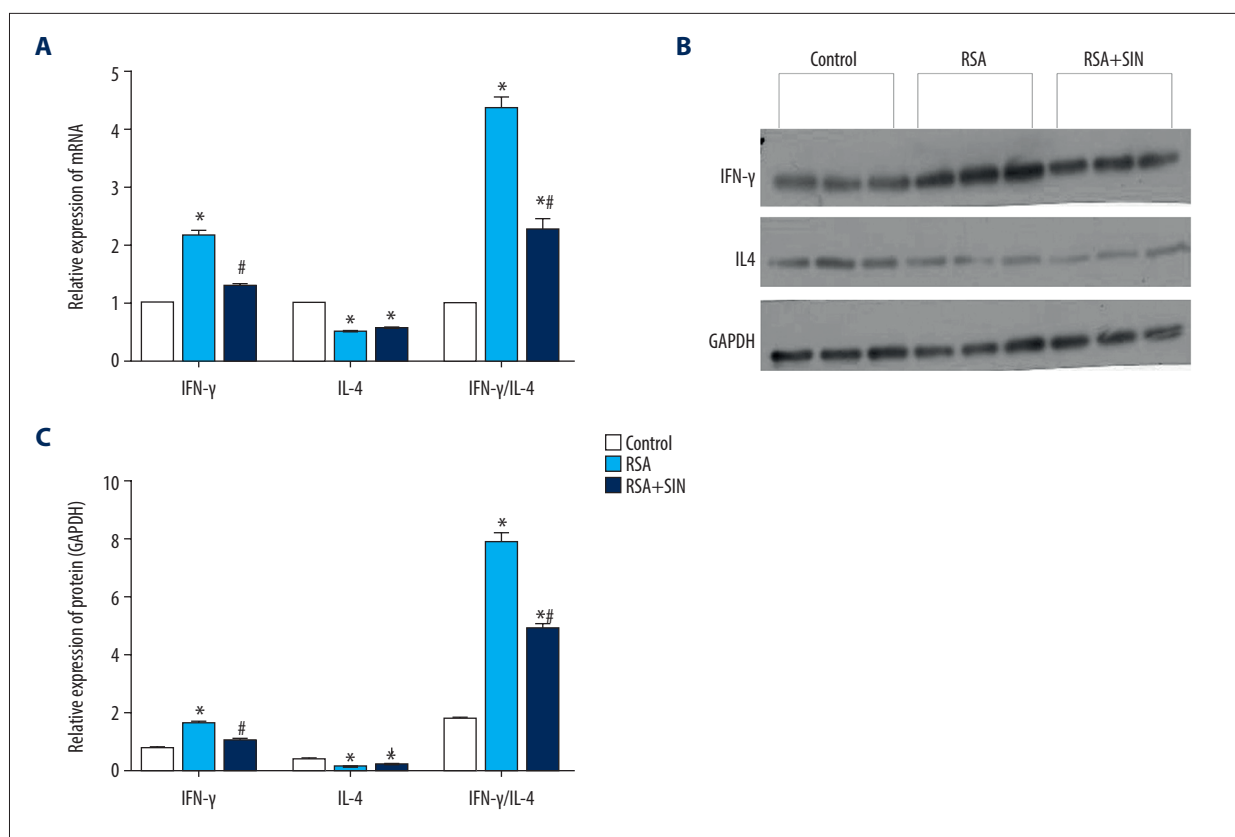 A
Relative expression of mRNA
5
4
3
2
1
0
*
#
*
*
*
*#
IFN-γ
IL-4
IFN-γ/IL-4
B
Control
RSA
RSA+SIN
IFN-γ
IL4
GAPDH
C
Control
RSA
RSA+SIN
Relative expression of protein (GAPDH)
10
8
6
4
2
0
*
#
*
*
*
*#
IFN-γ
IL-4
IFN-γ/IL-4